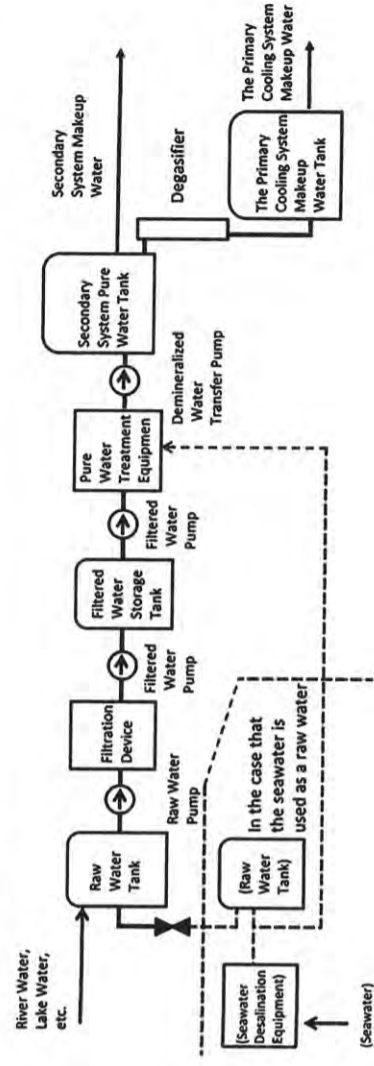 River Water,
Lake Water,
etc.
Raw
Water
Tank
Raw Water
Pump
Filtration
Device
Filtered Water
Pump
Filtered
Water
Storage
Tank
Filtered Water
Pump
Pure
Water
Treatment
Equipmen
Demineralized
Water
Transfer Pump
Secondary
System Pure
Water Tank
Secondary
System Makeup
Water
Degasifier
The Primary
Cooling System
Makeup
Water Tank
The Primary
Cooling System
Makeup Water
(Seawater)
(Seawater
Desalination
Equipment)
(Raw
Water
Tank)
In the case that
the seawater is
used as a raw water